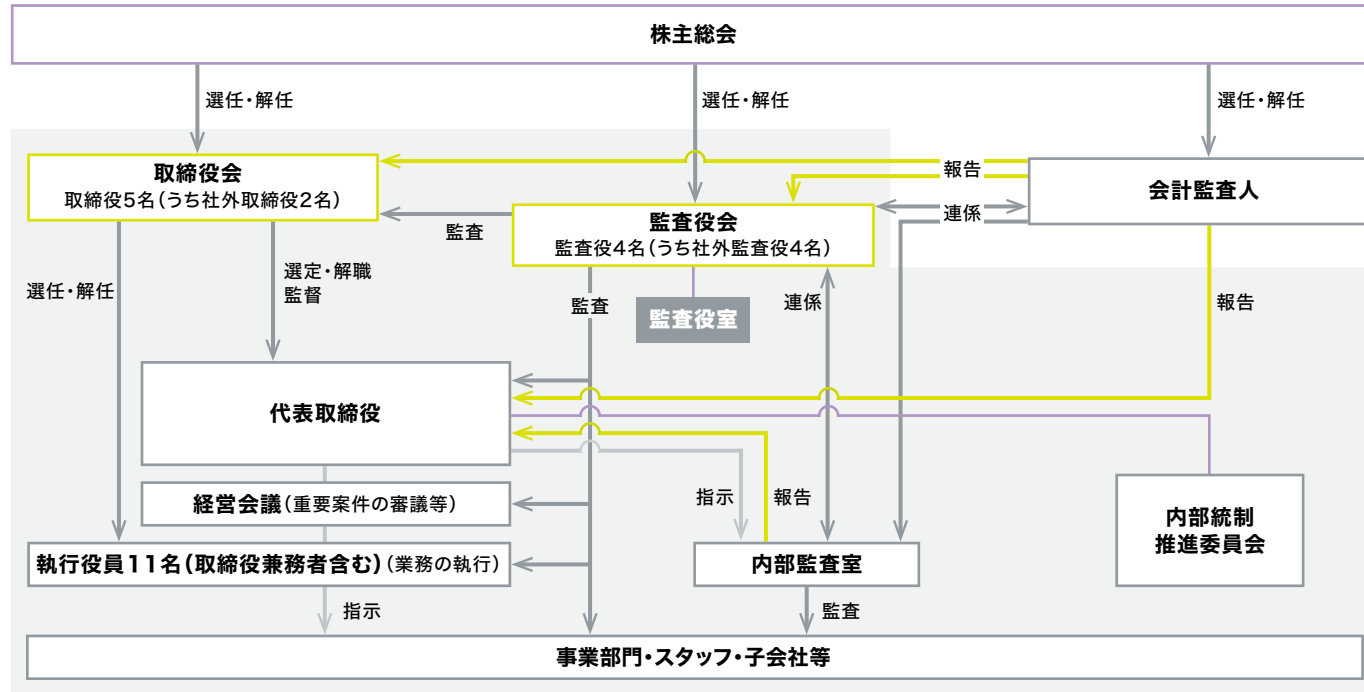 株主総会
選任・解任
選任・解任
選任・解任
取締役会
取締役5名（うち社外取締役2名）
報告
会計監査人
監査
監査役会
監査役4名（うち社外監査役4名）
連係
選任・解任
選定・解職
監督
監査
監査役室
連係
報告
代表取締役
経営会議（重要案件の審議等）
指示
報告
内部統制
推進委員会
執行役員11名（取締役兼務者含む）（業務の執行）
内部監査室
指示
監査
事業部門・スタッフ・子会社等